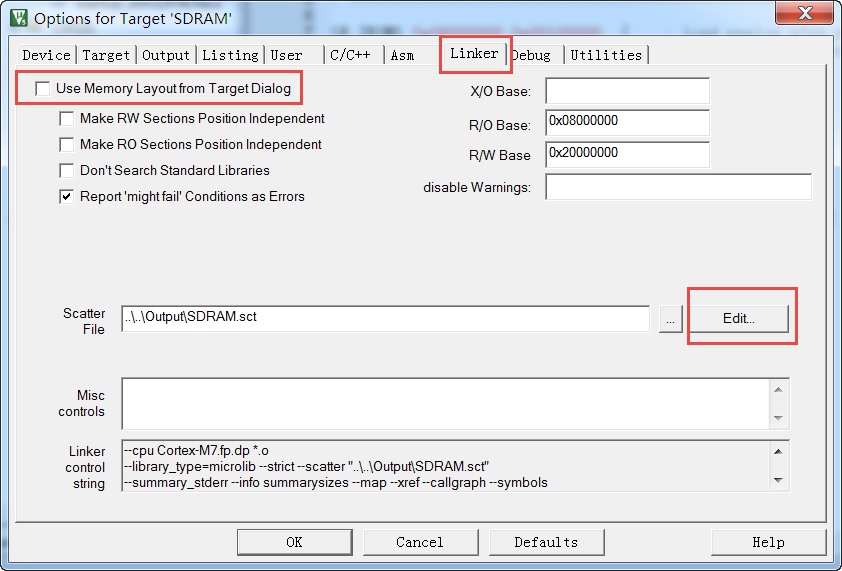 Options for Target 'SDRAM'
Device Target Output Listing User C/C++ Asm Linker Debug Utilities
Use Memory Layout from Target Dialog
Make RW Sections Position Independent
Make RO Sections Position Independent
Don't Search Standard Libraries
Report 'might fail' Conditions as Errors
X/O Base:
R/O Base: 0x08000000
R/W Base 0x20000000
disable Warnings:
Scatter
File
..\..\Output\SDRAM.sct
...
Edit...
Misc
controls
Linker
control
string
--cpu Cortex-M7.fp.dp *.o
--library_type=microlib --strict --scatter "..\..\Output\SDRAM.sct"
--summary_stderr --info summarysizes --map --xref --callgraph --symbols
OK Cancel Defaults Help